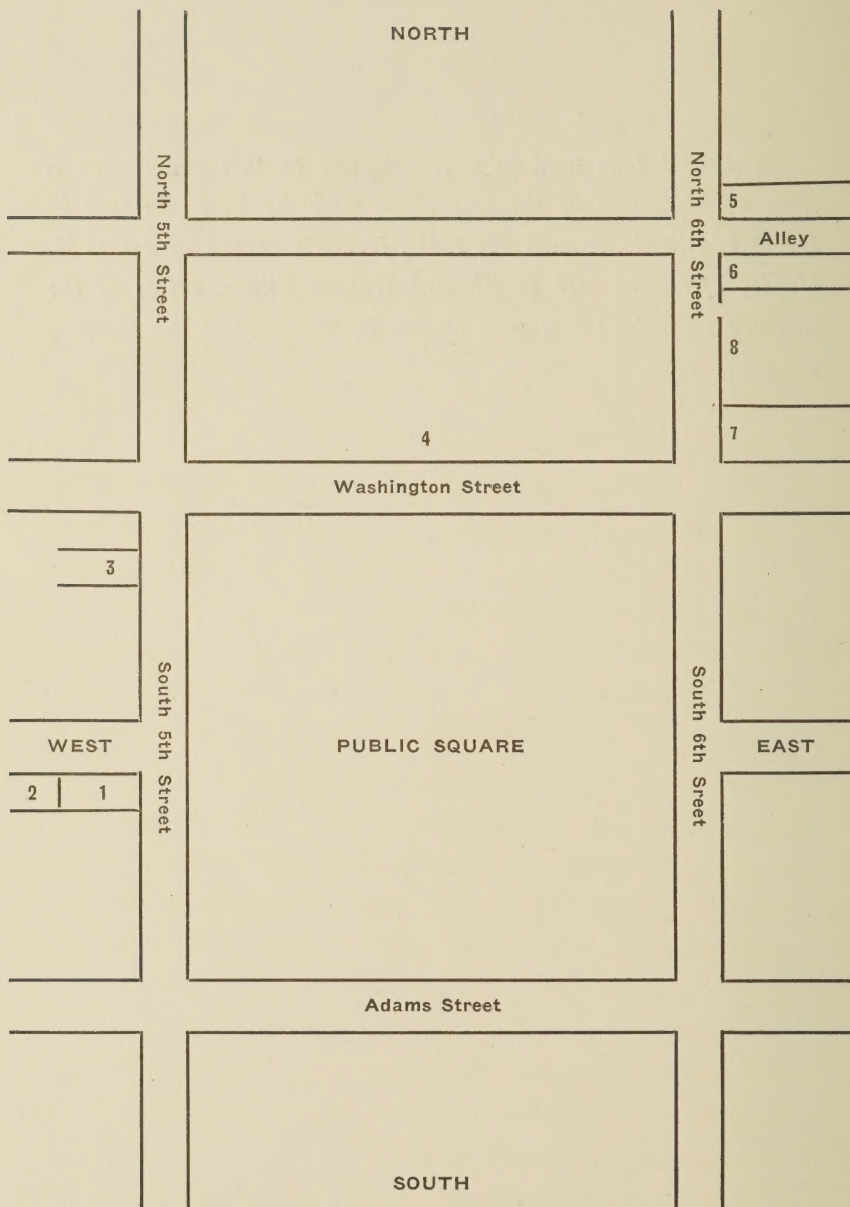 NORTH
North 5th Street
North 6th Street
5
Alley
6
8
4
7
Washington Street
3
South 5th Street
South 6th Sreet
WEST
PUBLIC SQUARE
EAST
2
1
Adams Street
SOUTH